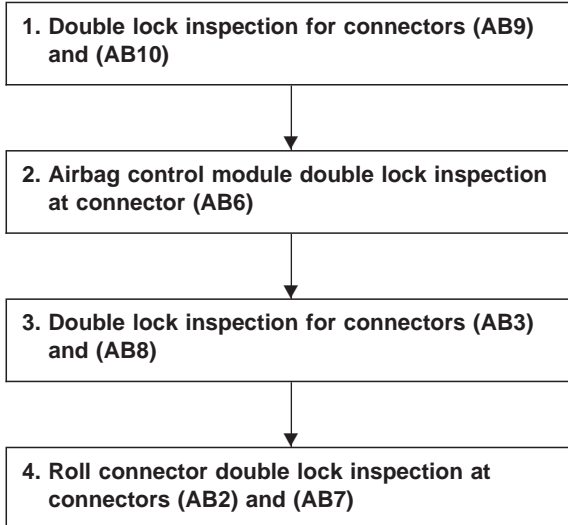 1. Double lock inspection for connectors (AB9)
and (AB10)
2. Airbag control module double lock inspection
at connector (AB6)
3. Double lock inspection for connectors (AB3)
and (AB8)
4. Roll connector double lock inspection at
connectors (AB2) and (AB7)